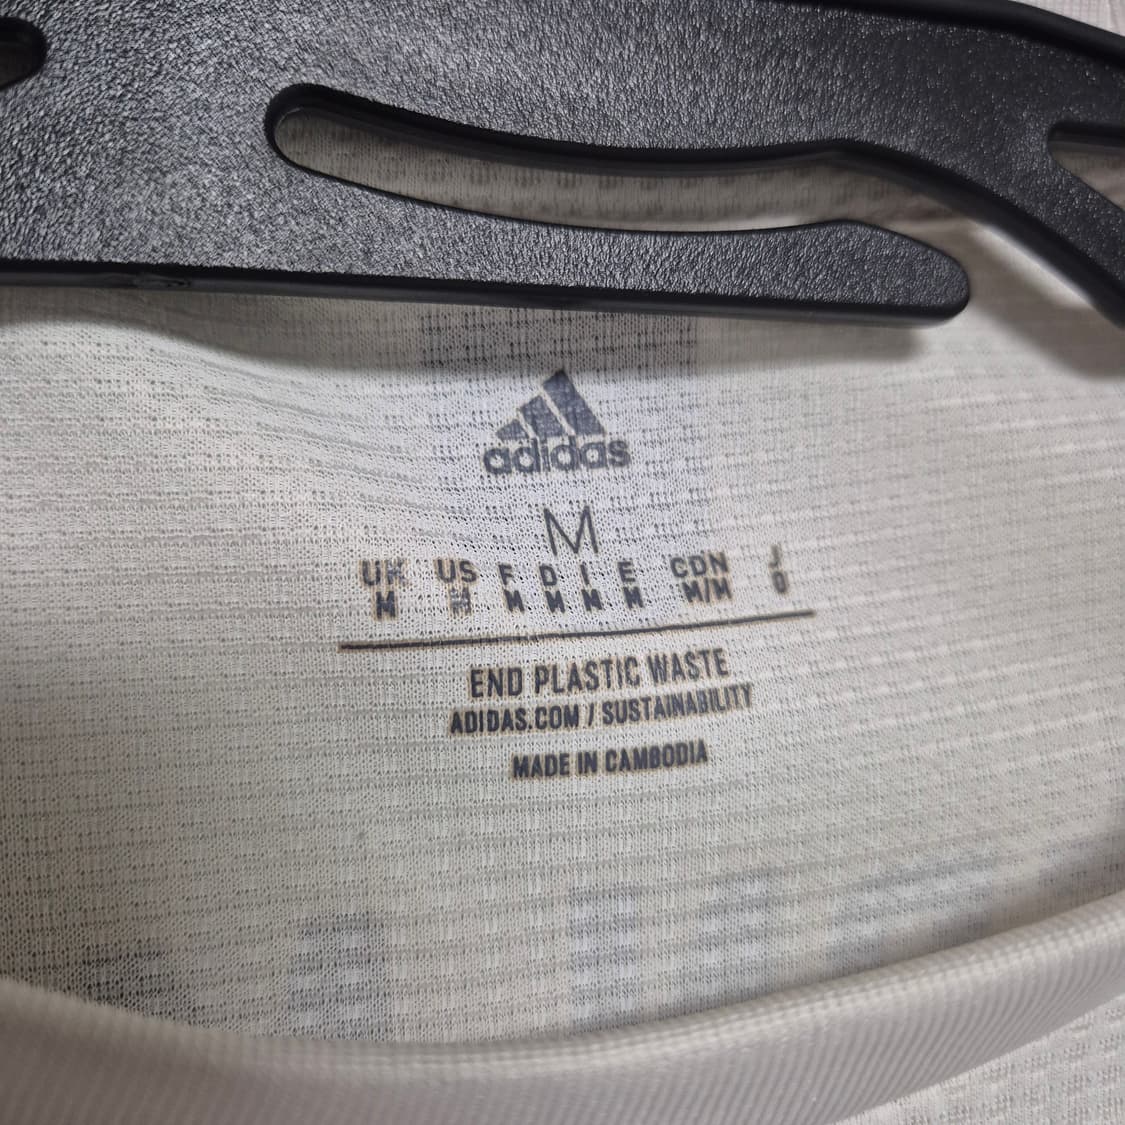 adidas
M
UK US F D I E CDN J
M M M M M M M/M O
END PLASTIC WASTE
ADIDAS.COM / SUSTAINABILITY
MADE IN CAMBODIA